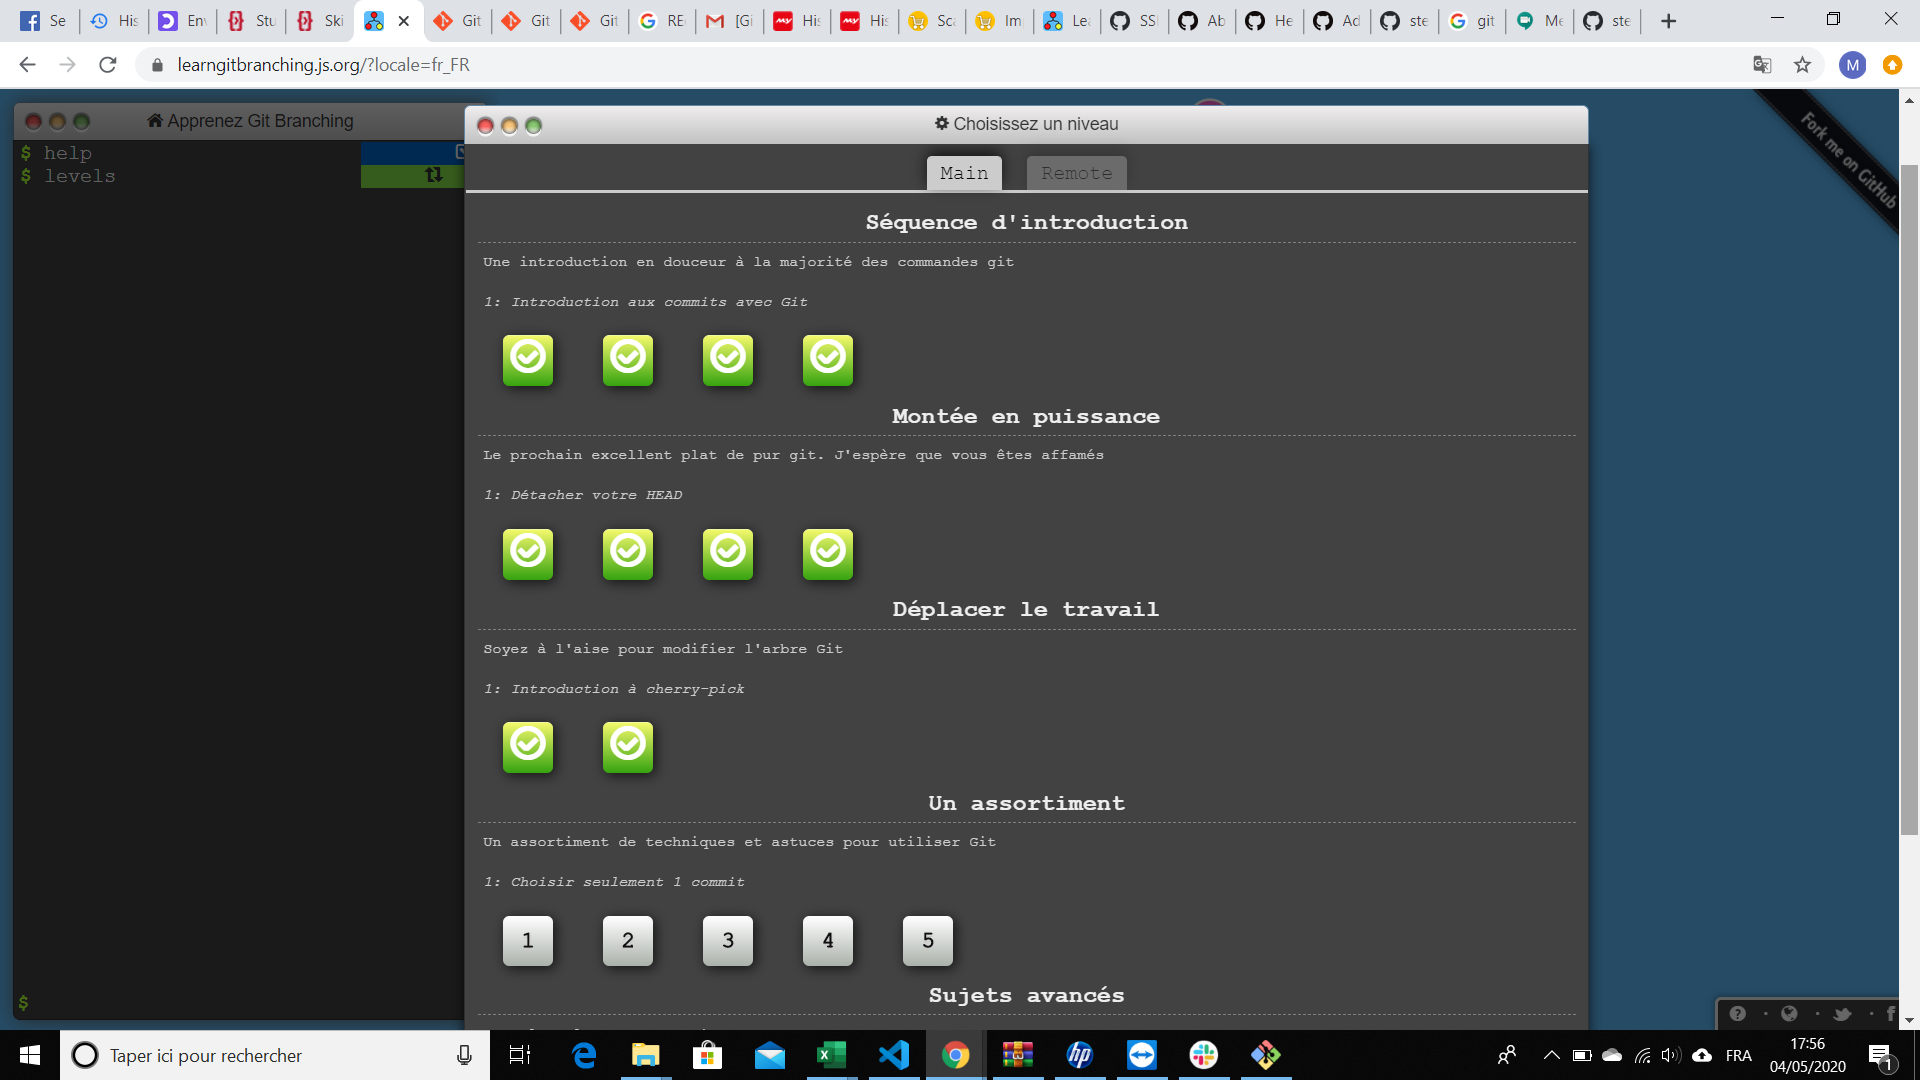 Se
His
Env
Stu
Ski
Git
Git
Git
RE
[Gi
His
His
Sca
Im
Lea
SSH
Ab
He
Ad
ste
git
Me
ste
learngitbranching.js.org/?locale=fr_FR
M
Apprenez Git Branching
$ help
$ levels
$
Choisissez un niveau
Main
Remote
Fork me on GitHub
Séquence d'introduction
Une introduction en douceur à la majorité des commandes git
1: Introduction aux commits avec Git
Montée en puissance
Le prochain excellent plat de pur git. J'espère que vous êtes affamés
1: Détacher votre HEAD
Déplacer le travail
Soyez à l'aise pour modifier l'arbre Git
1: Introduction à cherry-pick
Un assortiment
Un assortiment de techniques et astuces pour utiliser Git
1: Choisir seulement 1 commit
1 2 3 4 5
Sujets avancés
Taper ici pour rechercher
FRA
17:56
04/05/2020
1